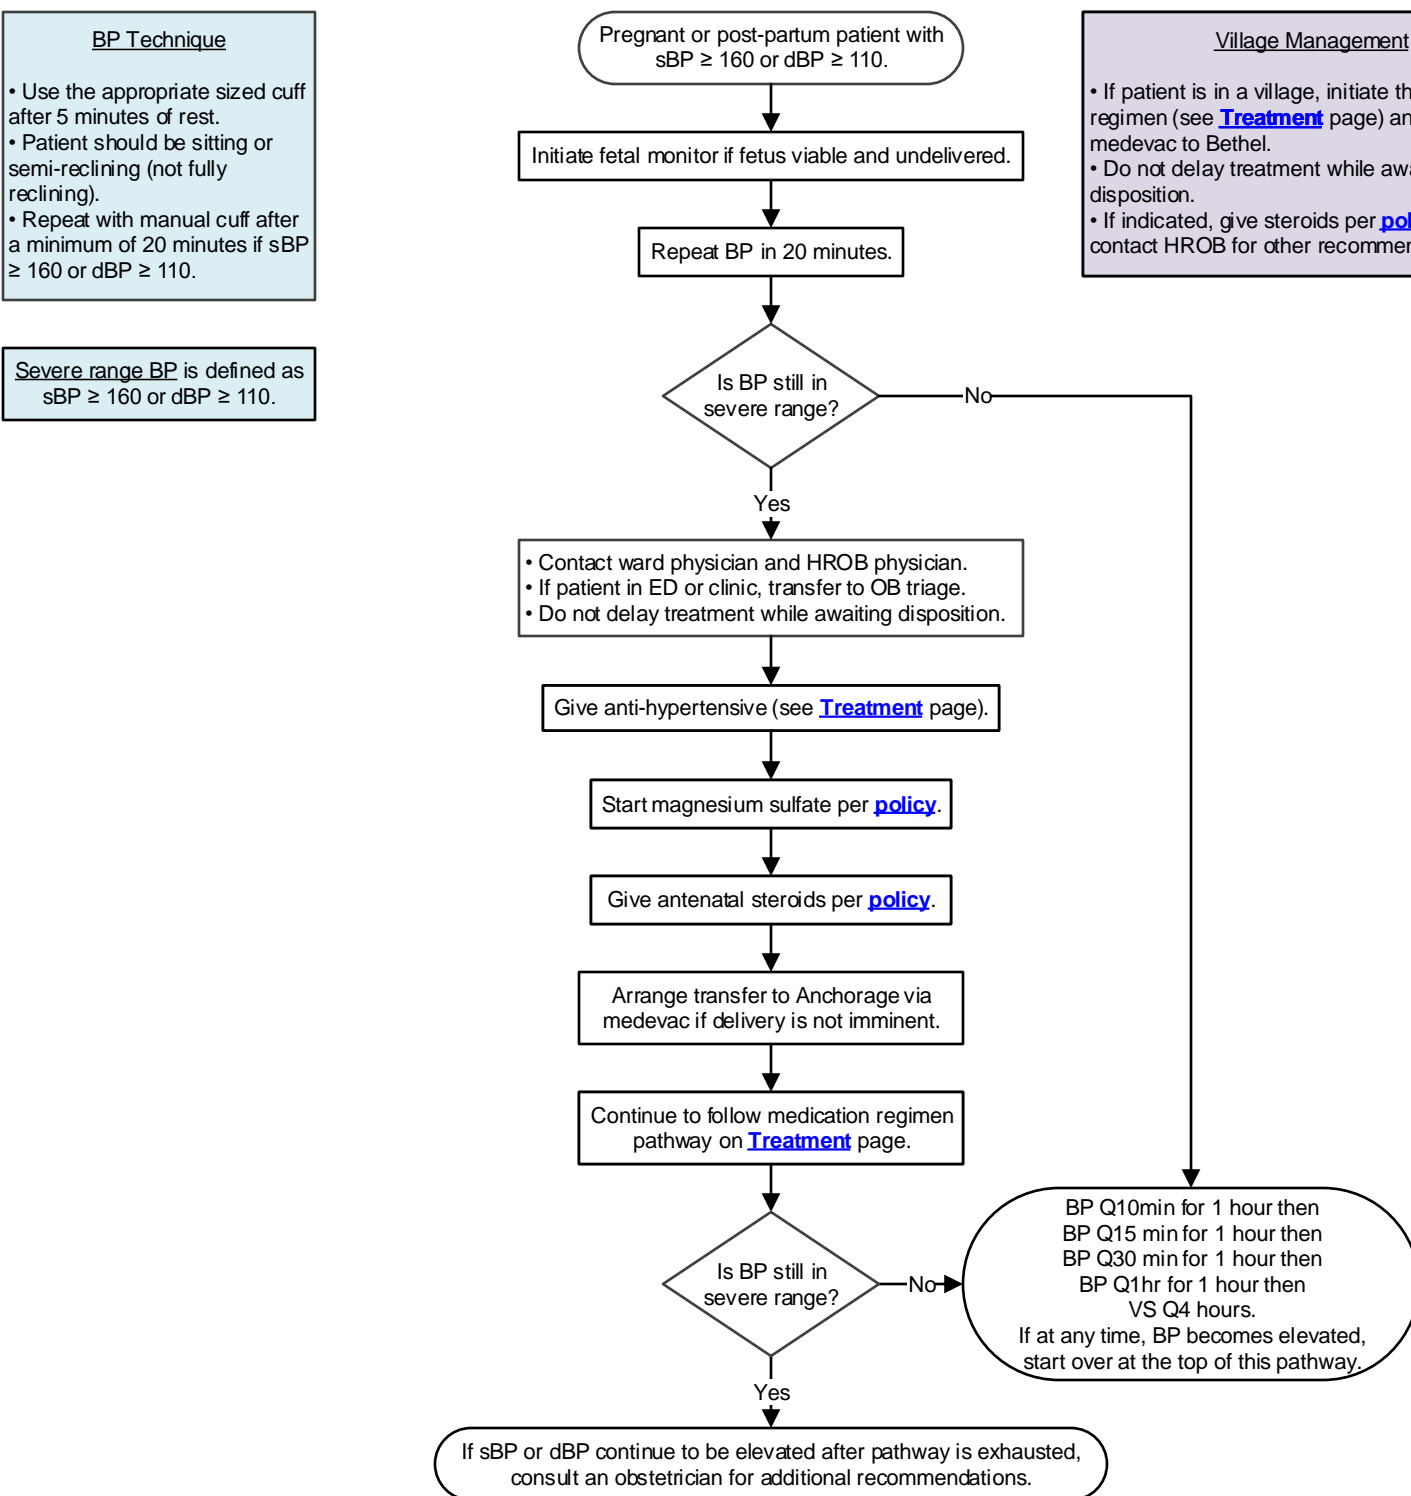 BP Technique
• Use the appropriate sized cuff
after 5 minutes of rest.
• Patient should be sitting or
semi-reclining (not fully
reclining).
• Repeat with manual cuff after
a minimum of 20 minutes if sBP
≥ 160 or dBP ≥ 110.
Severe range BP is defined as
sBP ≥ 160 or dBP ≥ 110.
Pregnant or post-partum patient with
sBP ≥ 160 or dBP ≥ 110.
Initiate fetal monitor if fetus viable and undelivered.
Repeat BP in 20 minutes.
Is BP still in
severe range?
No
Yes
• Contact ward physician and HROB physician.
• If patient in ED or clinic, transfer to OB triage.
• Do not delay treatment while awaiting disposition.
Give anti-hypertensive (see Treatment page).
Start magnesium sulfate per policy.
Give antenatal steroids per policy.
Arrange transfer to Anchorage via
medevac if delivery is not imminent.
Continue to follow medication regimen
pathway on Treatment page.
Is BP still in
severe range?
No
Yes
If sBP or dBP continue to be elevated after pathway is exhausted,
consult an obstetrician for additional recommendations.
Village Management
• If patient is in a village, initiate
regimen (see Treatment page)
medevac to Bethel.
• Do not delay treatment while
disposition.
• If indicated, give steroids per
contact HROB for other
BP Q10min for 1 hour then
BP Q15 min for 1 hour then
BP Q30 min for 1 hour then
BP Q1hr for 1 hour then
VS Q4 hours.
If at any time, BP becomes elevated,
start over at the top of this pathway.